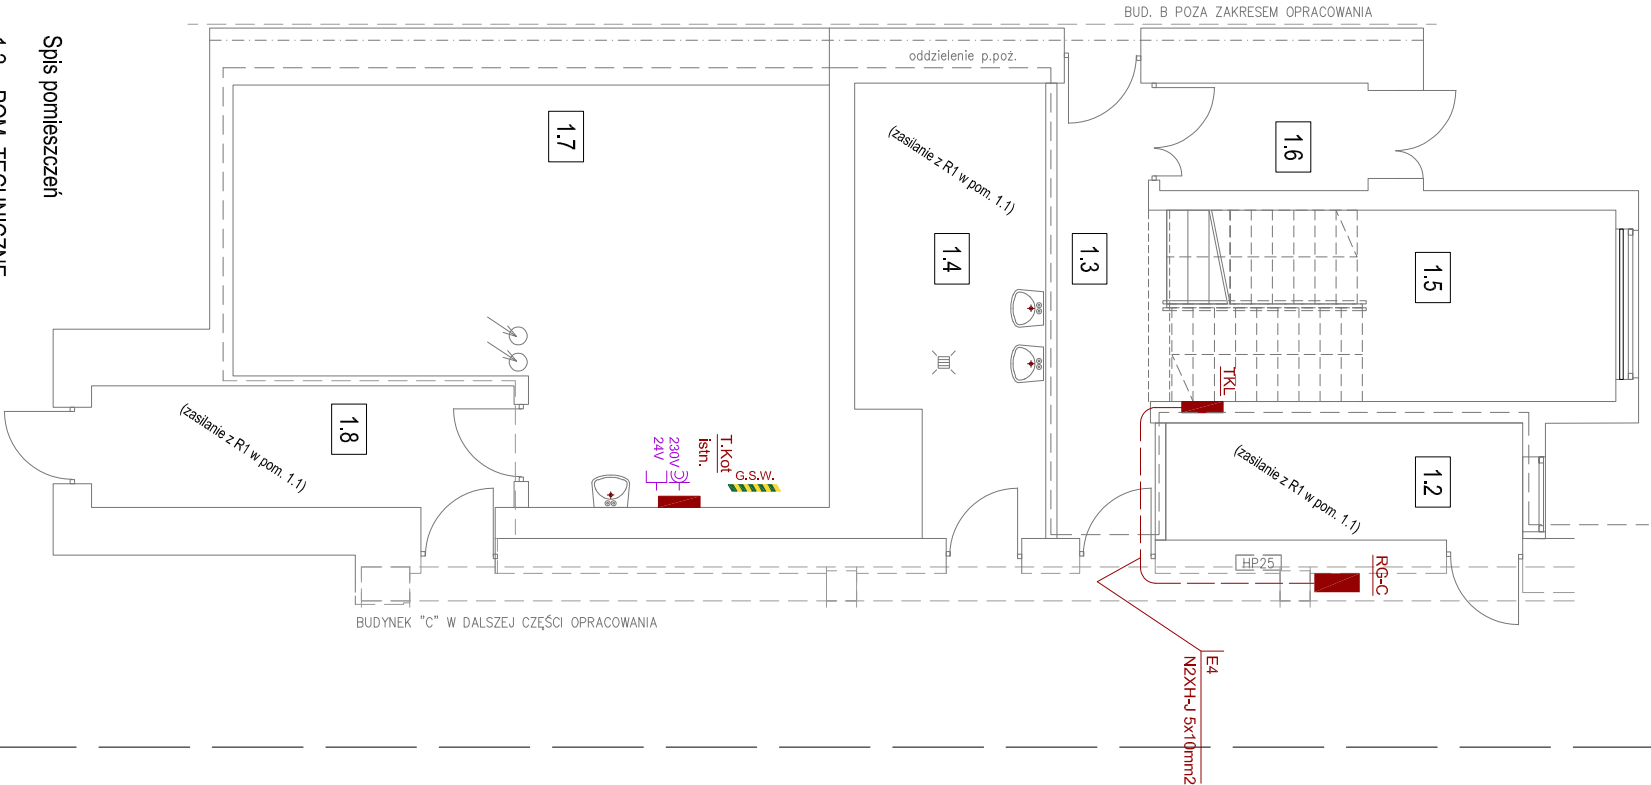 BUD. B POZA ZAKRESEM OPRACOWANIA
oddzielenie p.poż.
Spis pomieszczeń
1.7
(zasilanie z R1 w pom. 1.1)
1.6
1.4
1.3
1.5
TKL
1.8
(zasilanie z R1 w pom. 1.1)
T.Kot
istn.
230V
24V
G.S.W.
(zasilanie z R1 w pom. 1.1)
1.2
HP25
RG-C
BUDYNEK "C" W DALSZEJ CZĘŚCI OPRACOWANIA
E4
N2XH-J 5x10mm2